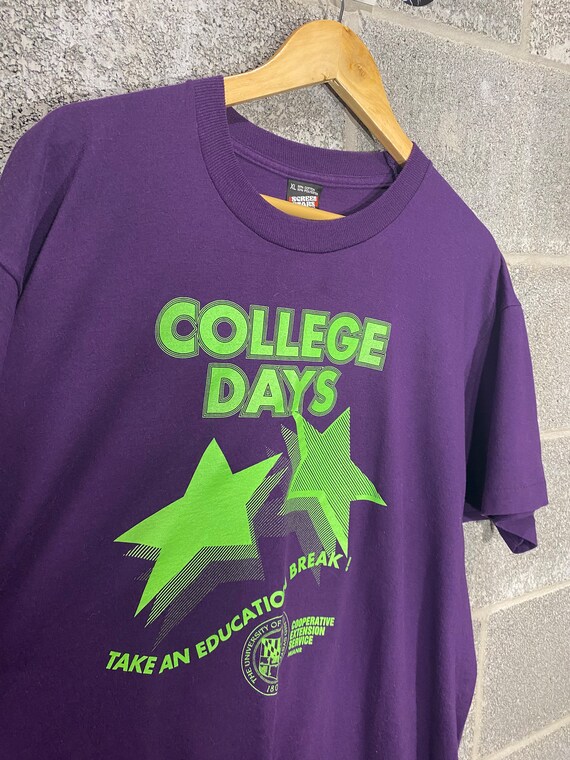 XL
SCREEN
STARS
COLLEGE
DAYS
TAKE AN EDUCATION BREAK!
THE UNIVERSITY OF
COOPERATIVE
EXTENSION
SERVICE